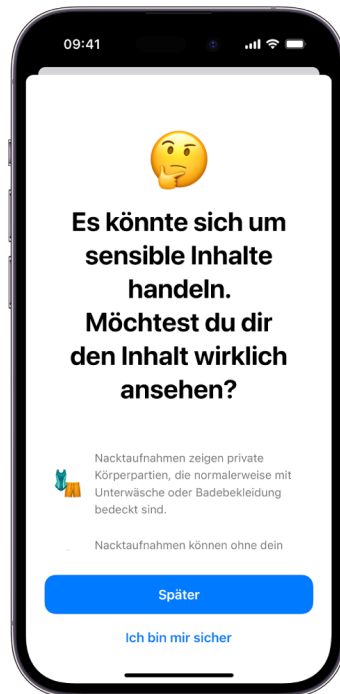 09:41
Es könnte sich um
sensible Inhalte
handeln.
Möchtest du dir
den Inhalt wirklich
ansehen?
Nacktaufnahmen zeigen private
Körperpartien, die normalerweise mit
Unterwäsche oder Badebekleidung
bedeckt sind.
Nacktaufnahmen können ohne dein
Später
Ich bin mir sicher